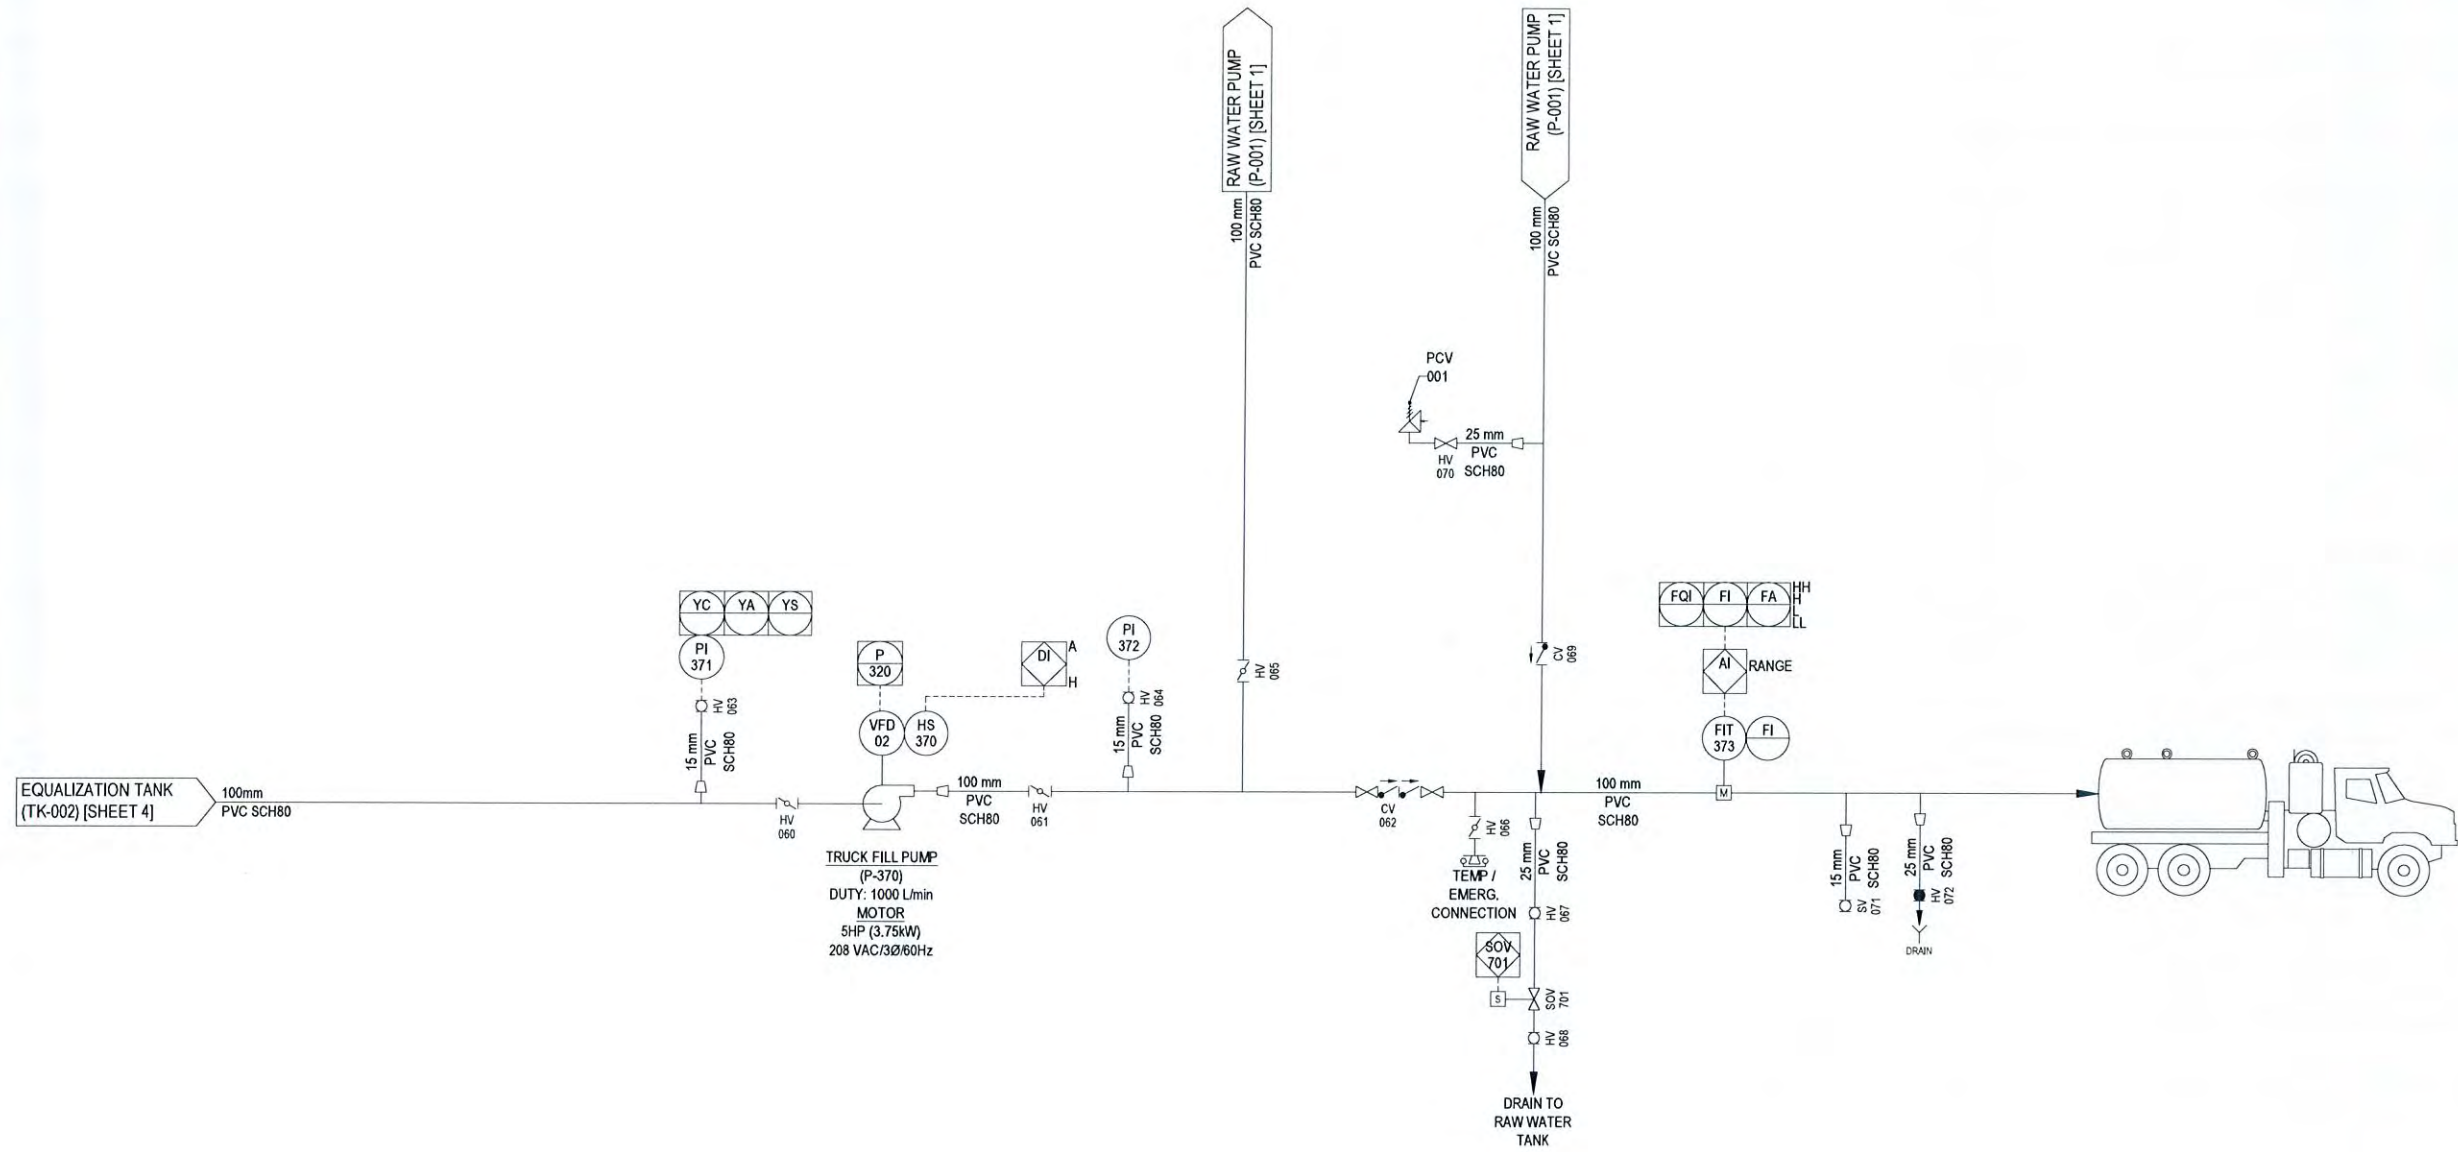 RAW WATER PUMP
(P-001) [SHEET 1]
100 mm
PVC SCH80
RAW WATER PUMP
(P-001) [SHEET 1]
100 mm
PVC SCH80
PCV
001
25 mm
PVC
SCH80
HV
070
HV
065
CV
069
YC
YA
YS
PI
371
HV
063
15 mm
PVC
SCH80
P
320
VFD
02
HS
370
DI
A
H
PI
372
HV
064
15 mm
PVC
SCH80
FQI
FI
FA
HH
H
L
LL
AI
RANGE
FIT
373
FI
EQUALIZATION TANK
(TK-002) [SHEET 4]
100mm
PVC SCH80
HV
060
100 mm
PVC
SCH80
HV
061
CV
062
100 mm
PVC
SCH80
M
TRUCK FILL PUMP
(P-370)
DUTY: 1000 L/min
MOTOR
5HP (3.75kW)
208 VAC/3Ø/60Hz
HV
066
TEMP /
EMERG.
CONNECTION
25 mm
PVC
SCH80
HV
067
SOV
701
S
SOV
701
HV
068
DRAIN TO
RAW WATER
TANK
15 mm
PVC
SCH80
SV
071
25 mm
PVC
SCH80
HV
072
DRAIN